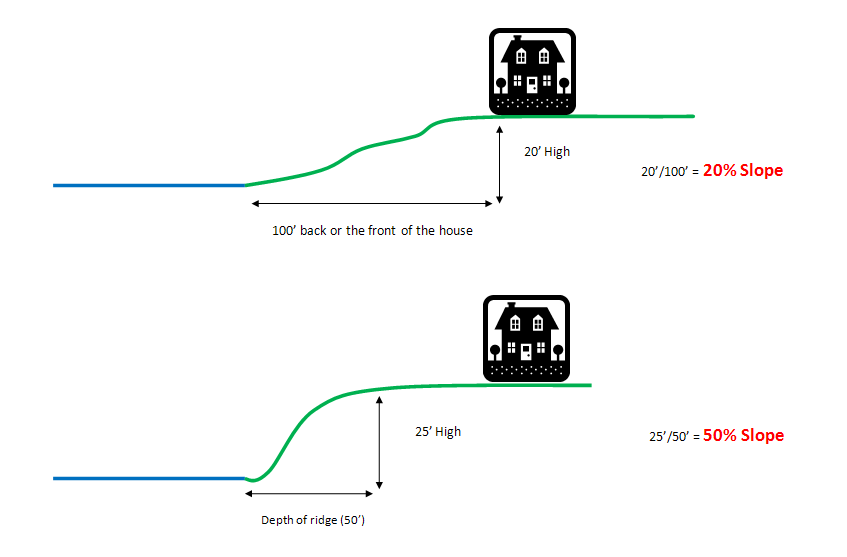 20’ High
20’/100’ = 20% Slope
100’ back or the front of the house
25’ High
25’/50’ = 50% Slope
Depth of ridge (50’)